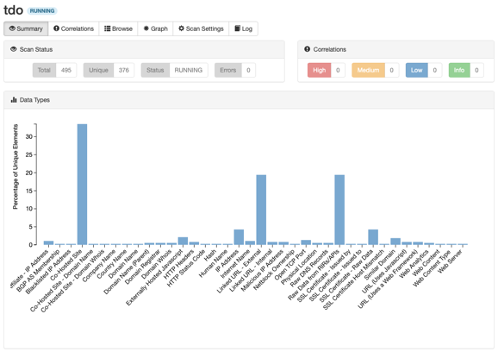 tdo RUNNING
Summary Correlations Browse Graph Scan Settings Log
Scan Status
Total 495 Unique 376 Status RUNNING Errors 0
Correlations
High 0 Medium 0 Low 0 Info 0
Data Types
Percentage of Unique Elements
30
25
20
15
10
5
0
dfiliate - IP Address
BGP AS Membership
Blacklisted IP Address
Co-Hosted Site
Co-Hosted Site - Domain Name
Co-Hosted Site - Domain Whois
Company Name
Country Name
Domain Name
Domain Name (Parent)
Domain Registrar
Domain Whois
Externally Hosted Javascript
HTTP Headers
HTTP Status Code
Hash
Human Name
IP Address
Internet Name
Linked URL - External
Linked URL - Internal
Malicious IP Address
Netblock Ownership
Open TCP Port
Physical Location
Raw DNS Records
Raw Data from RIRs/APIs
SSL Certificate - Issued by
SSL Certificate - Issued to
SSL Certificate - Raw Data
SSL Certificate Host Mismatch
Similar Domain
URL (Uses Javascript)
URL (Uses a Web Framework)
Web Analytics
Web Content
Web Content Type
Web Server